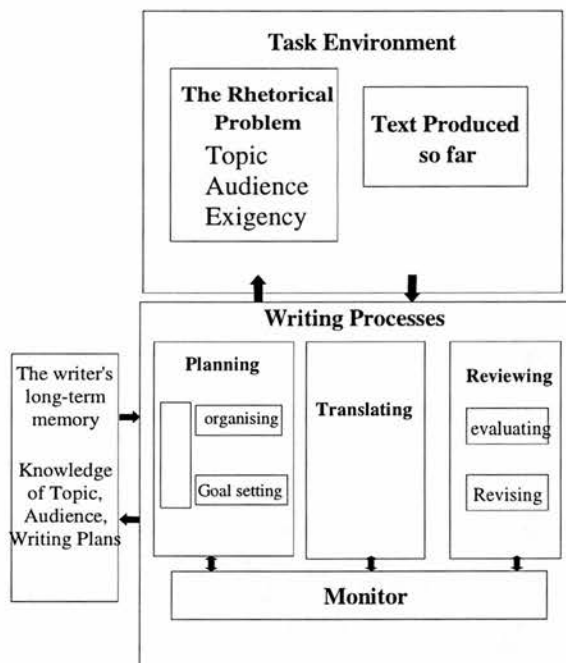 Task Environment
The Rhetorical
Problem
Topic
Audience
Exigency
Text Produced
so far
Writing Processes
The writer's
long-term
memory
Knowledge
of Topic,
Audience,
Writing Plans
Planning
organising
Goal setting
Translating
Reviewing
evaluating
Revising
Monitor